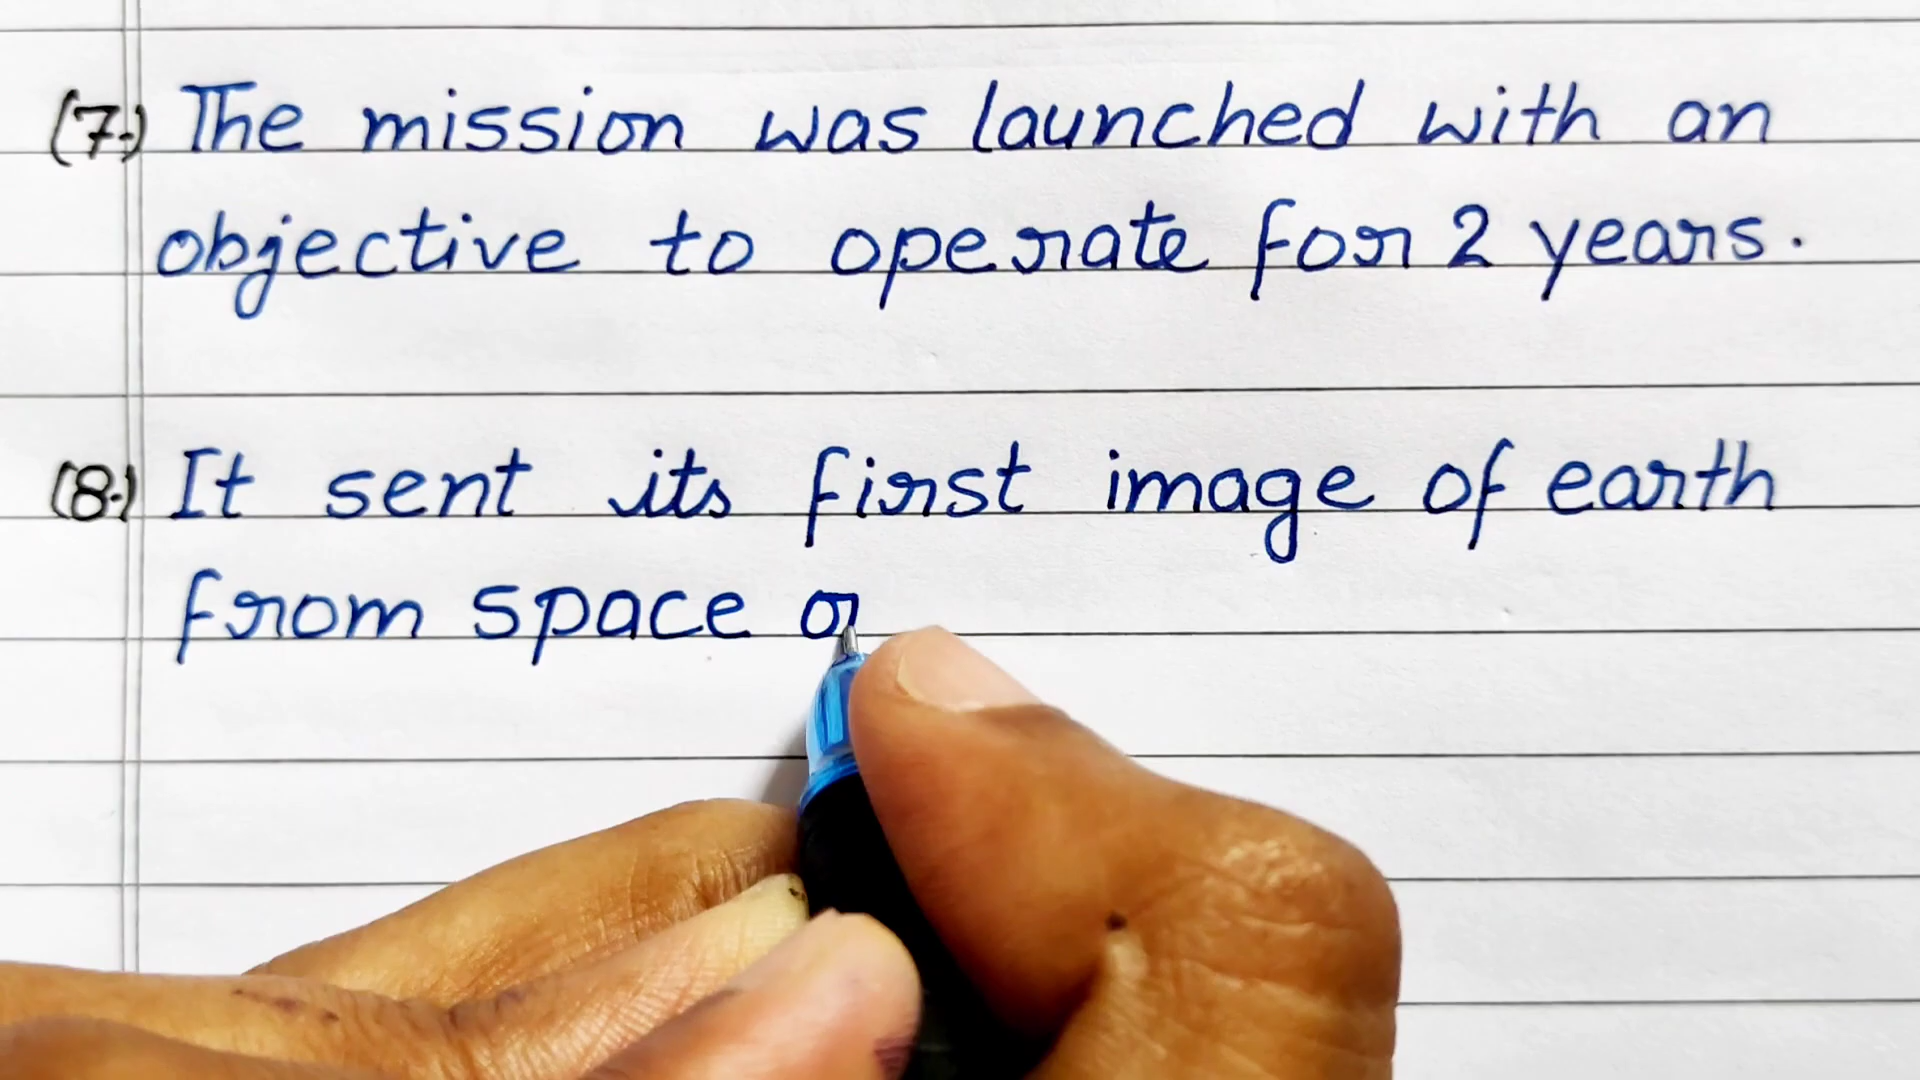 (7.) The mission was launched with an
objective to operate for 2 years.
(8.) It sent its first image of earth
from space